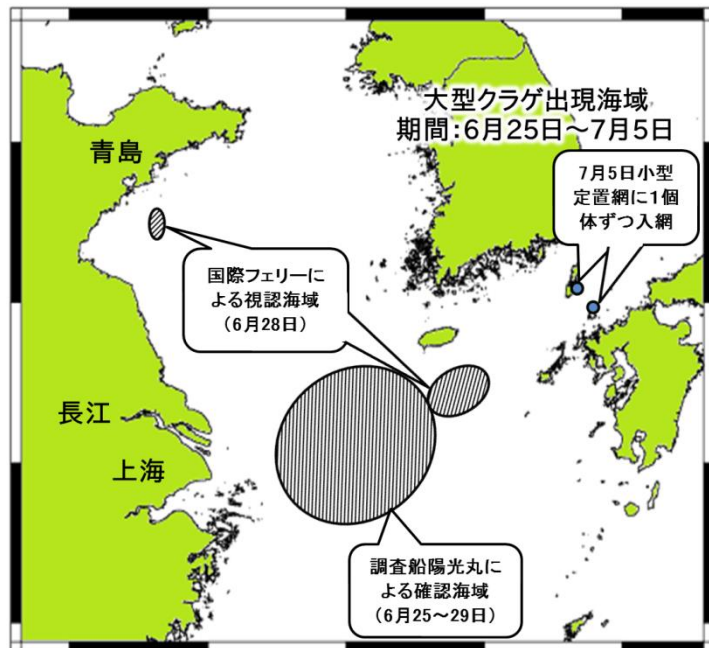 大型クラゲ出現海域
期間：6月25日～7月5日
青島
7月5日小型
定置網に1個
体ずつ入網
国際フェリーに
よる視認海域
（6月28日）
長江
上海
調査船陽光丸に
よる確認海域
（6月25～29日）